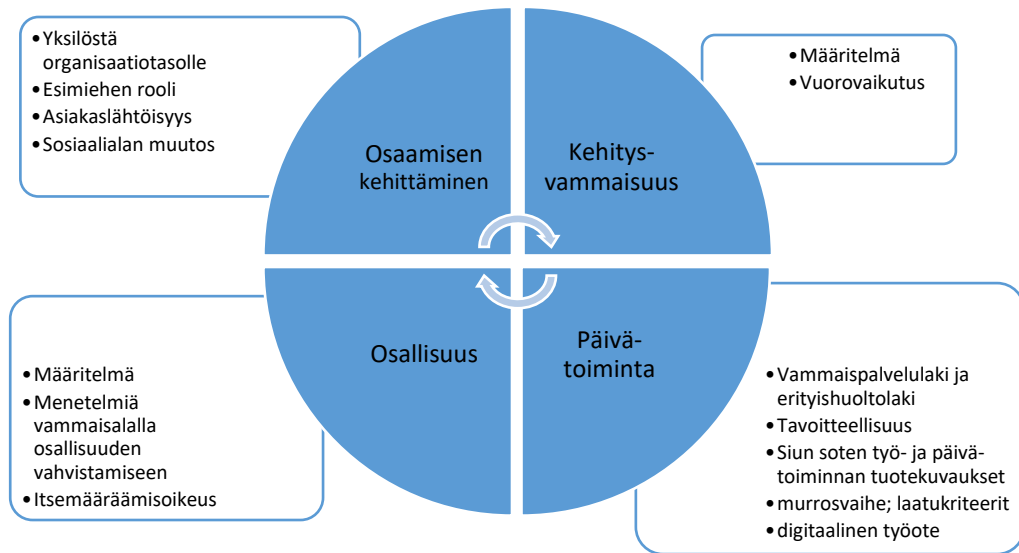 •Yksilöstä
organisaatiotasolle
•Esimiehen rooli
•Asiakaslähtöisyys
•Sosiaalialan muutos
Osaamisen
kehittäminen
Kehitys-
vammaisuus
•Määritelmä
•Vuorovaikutus
•Määritelmä
•Menetelmiä
vammaisalalla
osallisuuden
vahvistamiseen
•Itsemääräämisoikeus
Osallisuus
Päivä-
toiminta
•Vammaispalvelulaki ja
erityishuoltolaki
•Tavoitteellisuus
•Siun soten työ- ja päivä-
toiminnan tuotekuvaukset
•murrosvaihe; laatukriteerit
•digitaalinen työote